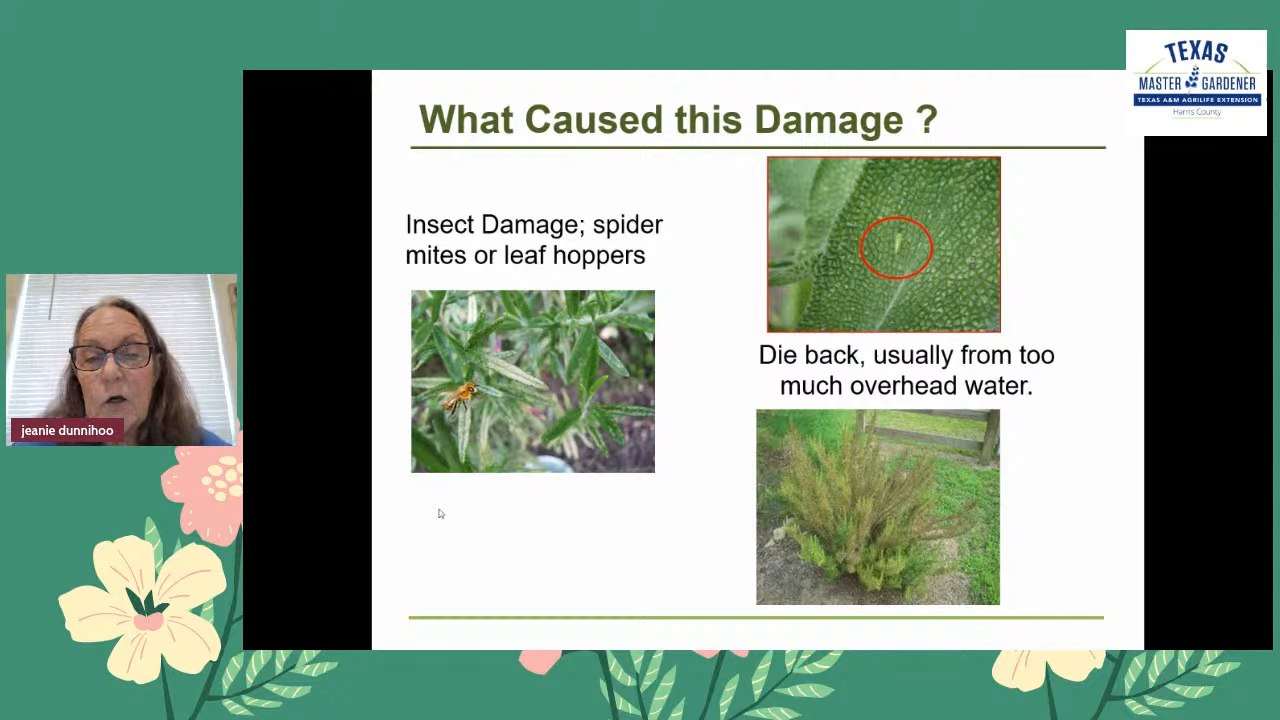 TEXAS
MASTER GARDENER
TEXAS A&M AGRILIFE EXTENSION
Harris County
What Caused this Damage ?
Insect Damage; spider
mites or leaf hoppers
Die back, usually from too
much overhead water.
jeanie dunnihoo